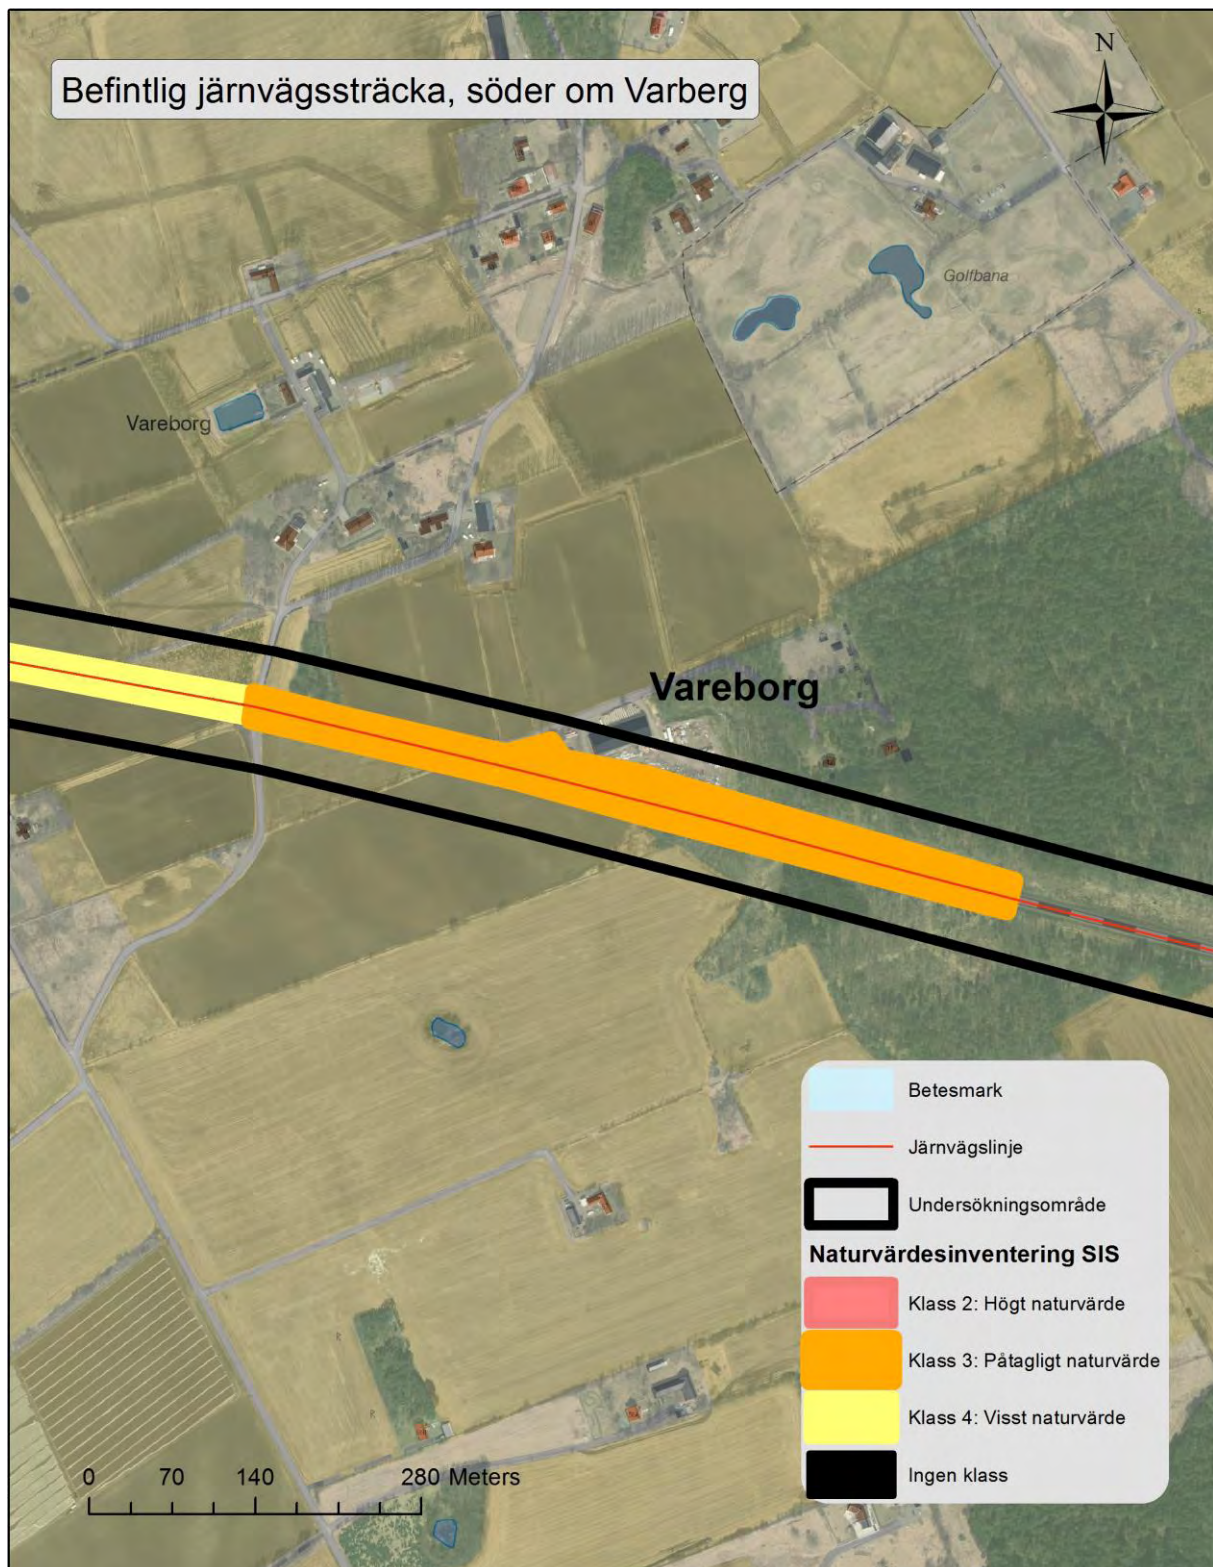 Befintlig järnvägssträcka, söder om Varberg
N
Golfbana
Vareborg
Vareborg
Betesmark
Järnvägslinje
Undersökningsområde
Naturvärdesinventering SIS
Klass 2: Högt naturvärde
Klass 3: Påtagligt naturvärde
Klass 4: Visst naturvärde
Ingen klass
R
R
0 70 140 280 Meters